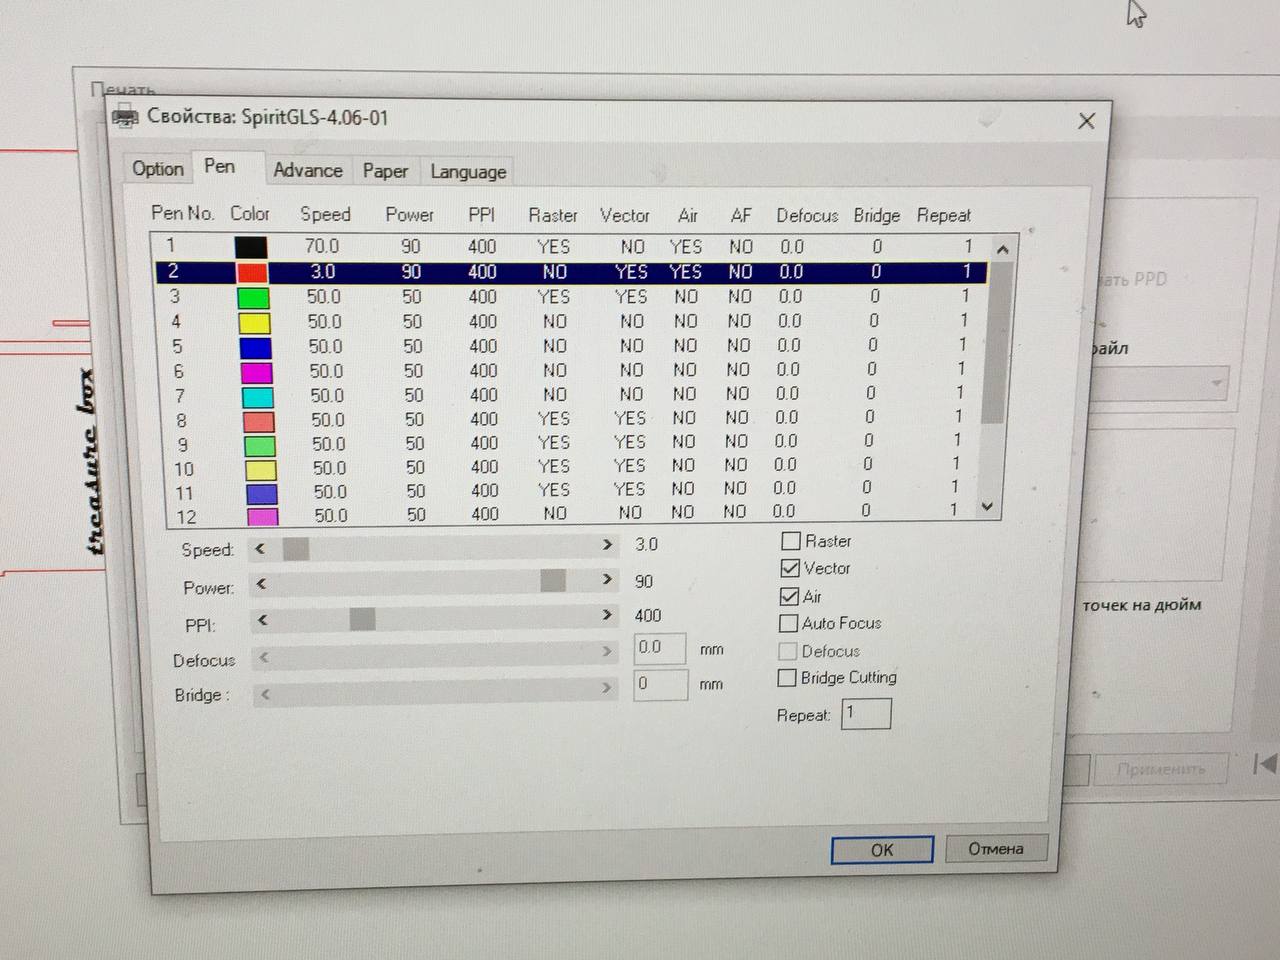 Печать
Свойства: SpiritGLS-4.06-01
Option Pen Advance Paper Language
Pen No. Color Speed Power PPI Raster Vector Air AF Defocus Bridge Repeat
1 70.0 90 400 YES NO YES NO 0.0 0 1
2 3.0 90 400 NO YES YES NO 0.0 0 1
3 50.0 50 400 YES YES NO NO 0.0 0 1
4 50.0 50 400 NO NO NO NO 0.0 0 1
5 50.0 50 400 NO NO NO NO 0.0 0 1
6 50.0 50 400 NO NO NO NO 0.0 0 1
7 50.0 50 400 NO NO NO NO 0.0 0 1
8 50.0 50 400 YES YES NO NO 0.0 0 1
9 50.0 50 400 YES YES NO NO 0.0 0 1
10 50.0 50 400 YES YES NO NO 0.0 0 1
11 50.0 50 400 YES YES NO NO 0.0 0 1
12 50.0 50 400 NO NO NO NO 0.0 0 1
Speed: 3.0
Power: 90
PPI: 400
Defocus 0.0 mm
Bridge : 0 mm
Raster
Vector
Air
Auto Focus
Defocus
Bridge Cutting
Repeat: 1
OK Отмена
treasure box
PPD
точек на дюйм
Применить